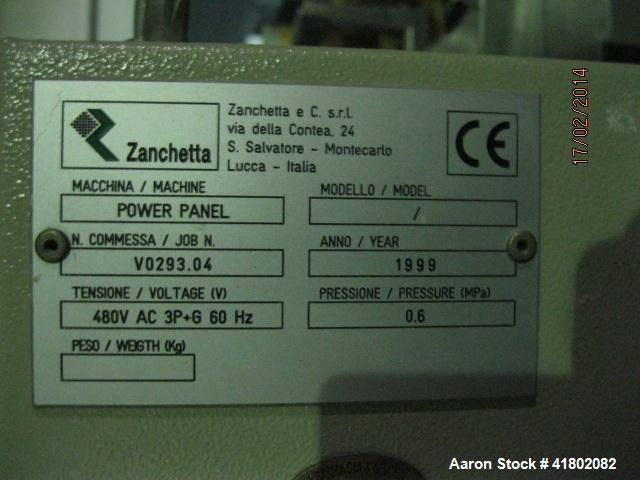 Zanchetta
Zanchetta e C. s.r.l.
via della Contea, 24
S. Salvatore - Montecarlo
Lucca - Italia
CE
MACCHINA / MACHINE
POWER PANEL
MODELLO / MODEL
/
N. COMMESSA / JOB N.
V0293.04
ANNO / YEAR
1999
TENSIONE / VOLTAGE (V)
480V AC 3P+G 60 Hz
PRESSIONE / PRESSURE (MPa)
0.6
PESO / WEIGTH (Kg)
17/02/2014
Aaron Stock # 41802082